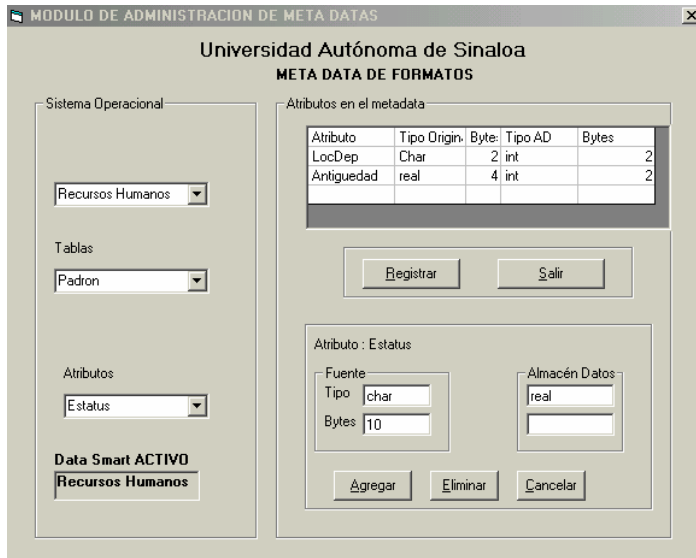 MODULO DE ADMINISTRACION DE META DATAS
Universidad Autónoma de Sinaloa
META DATA DE FORMATOS
Sistema Operacional
Recursos Humanos
Tablas
Padron
Atributos
Estatus
Data Smart ACTIVO
Recursos Humanos
Atributos en el metadata
Atributo Tipo Origin. Byte: Tipo AD Bytes
LocDep Char 2 int 2
Antiguedad real 4 int 2
Registrar Salir
Atributo : Estatus
Fuente
Tipo char
Bytes 10
Almacén Datos
real
Agregar Eliminar Cancelar